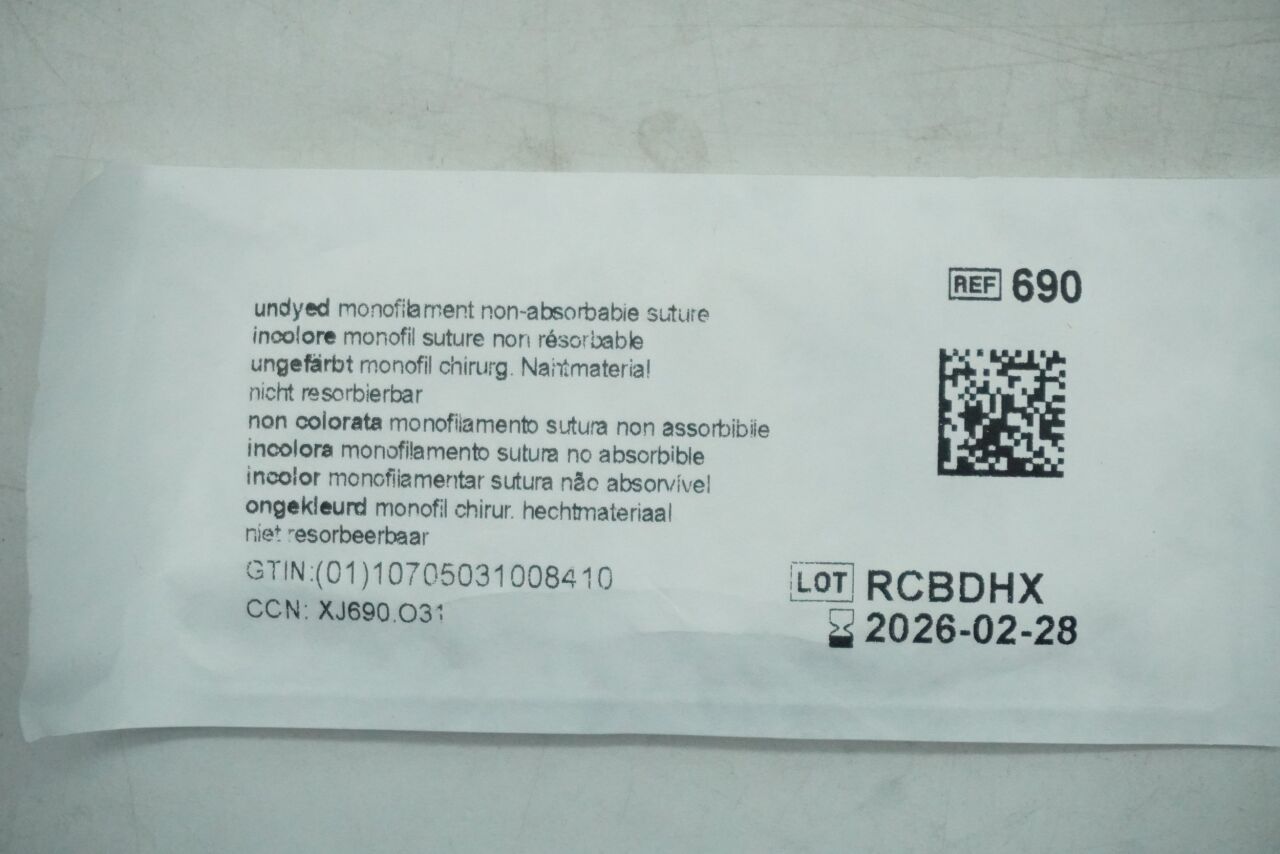 undyed monofilament non-absorbable suture
incolore monofil suture non résorbable
ungefärbt monofil chirurg. Nahtmaterial
nicht resorbierbar
non colorata monofilamento sutura non assorbibile
incolora monofilamento sutura no absorbible
incolor monofilamentar sutura não absorvível
ongekleurd monofil chirur. hechtmateriaal
niet resorbeerbaar
GTIN:(01)10705031008410
CCN: XJ690.O31
REF 690
LOT RCBDHX
2026-02-28